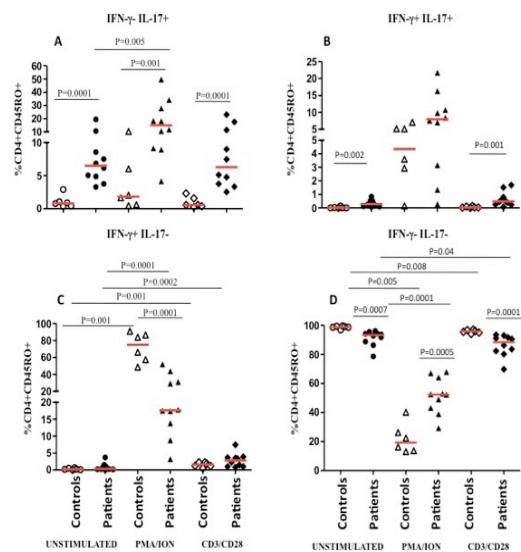 IFN-γ- IL-17+
A
P=0.005
P=0.001
P=0.0001
P=0.0001
%CD4+CD45RO+
60
50
40
30
20
10
5
0
IFN-γ+ IL-17+
B
P=0.002
P=0.001
%CD4+CD45RO+
25
20
15
10
5
4
3
2
1
0
IFN-γ+ IL-17-
P=0.0001
P=0.0002
P=0.001
C
P=0.001
P=0.0001
%CD4+CD45RO+
100
80
60
40
20
15
10
5
0
Controls
Patients
Controls
Patients
Controls
Patients
UNSTIMULATED
PMA/ION
CD3/CD28
IFN-γ- IL-17-
P=0.04
P=0.008
P=0.005
D
P=0.0007
P=0.0001
P=0.0001
P=0.0005
%CD4+CD45RO+
100
80
60
40
20
0
Controls
Patients
Controls
Patients
Controls
Patients
UNSTIMULATED
PMA/ION
CD3/CD28